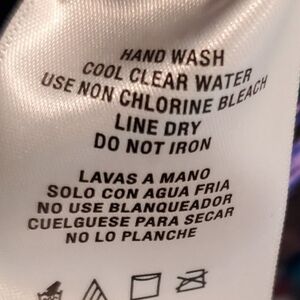 HAND WASH
COOL CLEAR WATER
USE NON CHLORINE BLEACH
LINE DRY
DO NOT IRON
LAVAS A MANO
SOLO CON AGUA FRIA
NO USE BLANQUEADOR
CUELGUESE PARA SECAR
NO LO PLANCHE